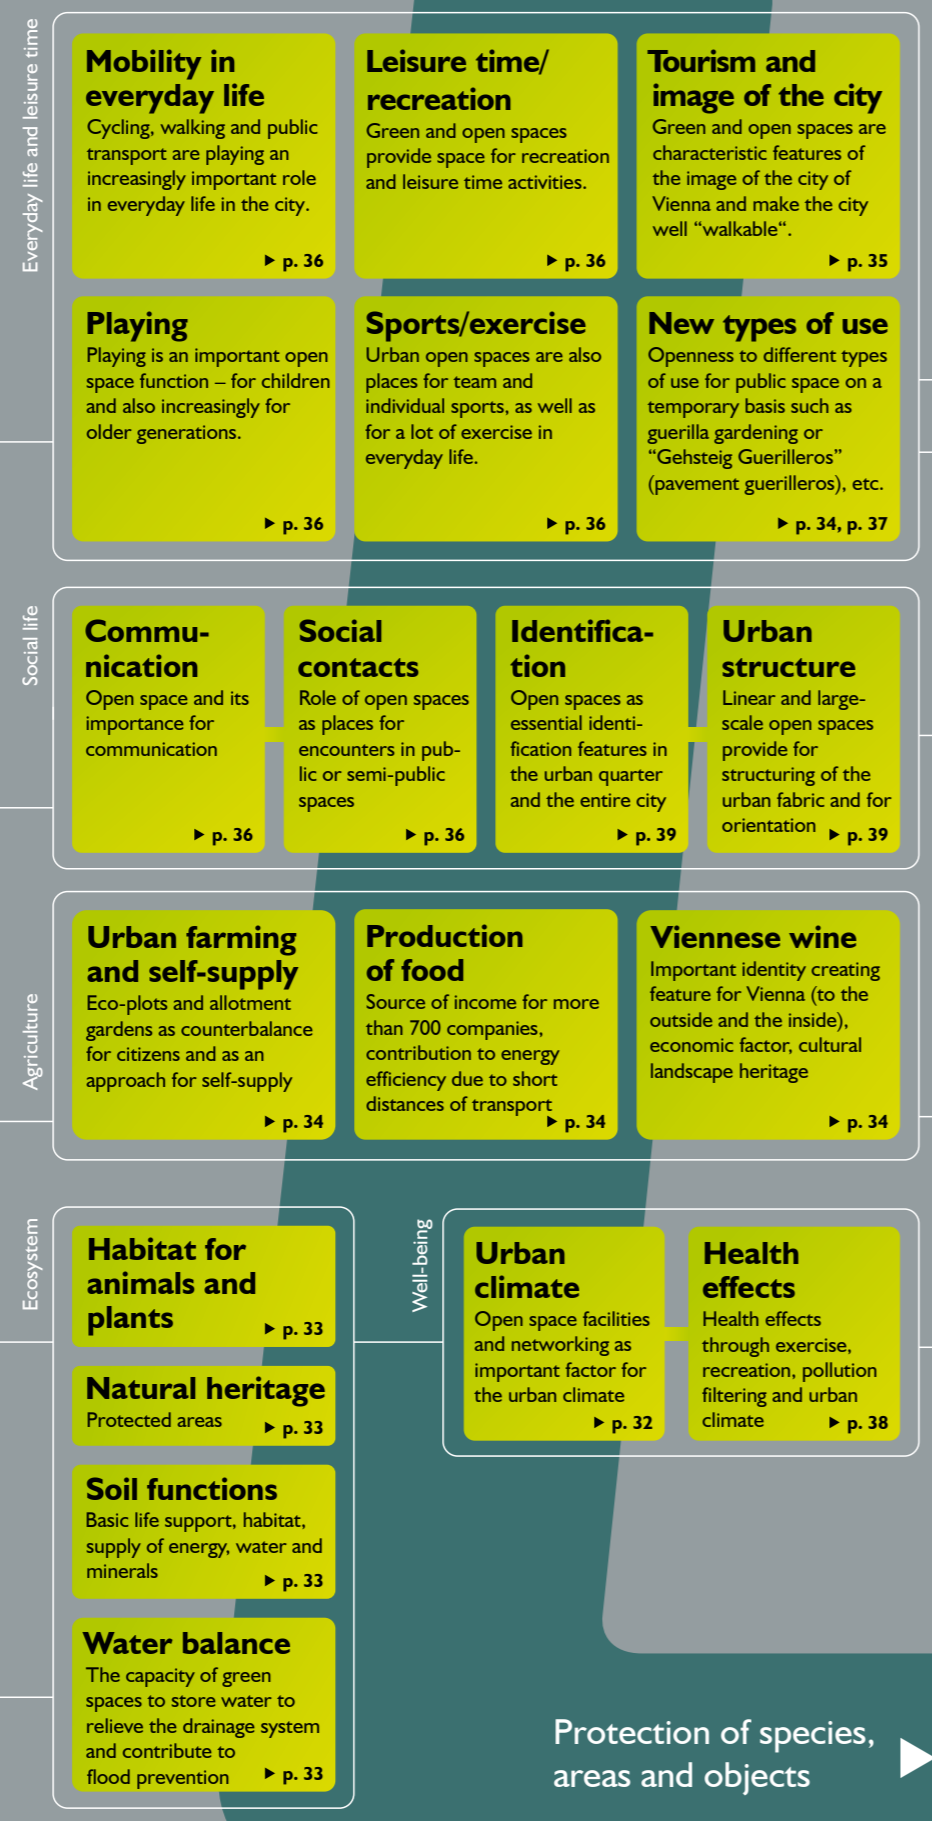 Everyday life and leisure time
Mobility in
everyday life
Cycling, walking and public
transport are playing an
increasingly important role
in everyday life in the city.
▶ p. 36
Leisure time/
recreation
Green and open spaces
provide space for recreation
and leisure time activities.
▶ p. 36
Tourism and
image of the city
Green and open spaces are
characteristic features of
the image of the city of
Vienna and make the city
well “walkable“.
▶ p. 35
Playing
Playing is an important open
space function – for children
and also increasingly for
older generations.
▶ p. 36
Sports/exercise
Urban open spaces are also
places for team and
individual sports, as well as
for a lot of exercise in
everyday life.
▶ p. 36
New types of use
Openness to different types
of use for public space on a
temporary basis such as
guerilla gardening or
“Gehsteig Guerilleros”
(pavement guerilleros), etc.
▶ p. 34, p. 37
Social life
Commu-
nication
Open space and its
importance for
communication
▶ p. 36
Social
contacts
Role of open spaces
as places for
encounters in pub-
lic or semi-public
spaces
▶ p. 36
Identifica-
tion
Open spaces as
essential identi-
fication features in
the urban quarter
and the entire city
▶ p. 39
Urban
structure
Linear and large-
scale open spaces
provide for
structuring of the
urban fabric and for
orientation ▶ p. 39
Agriculture
Urban farming
and self-supply
Eco-plots and allotment
gardens as counterbalance
for citizens and as an
approach for self-supply
▶ p. 34
Production
of food
Source of income for more
than 700 companies,
contribution to energy
efficiency due to short
distances of transport
▶ p. 34
Viennese wine
Important identity creating
feature for Vienna (to the
outside and the inside),
economic factor, cultural
landscape heritage
▶ p. 34
Ecosystem
Habitat for
animals and
plants
▶ p. 33
Natural heritage
Protected areas ▶ p. 33
Soil functions
Basic life support, habitat,
supply of energy, water and
minerals
▶ p. 33
Water balance
The capacity of green
spaces to store water to
relieve the drainage system
and contribute to
flood prevention ▶ p. 33
Well-being
Urban
climate
Open space facilities
and networking as
important factor for
the urban climate
▶ p. 32
Health
effects
Health effects
through exercise,
recreation, pollution
filtering and urban
climate ▶ p. 38
Protection of species,
areas and objects